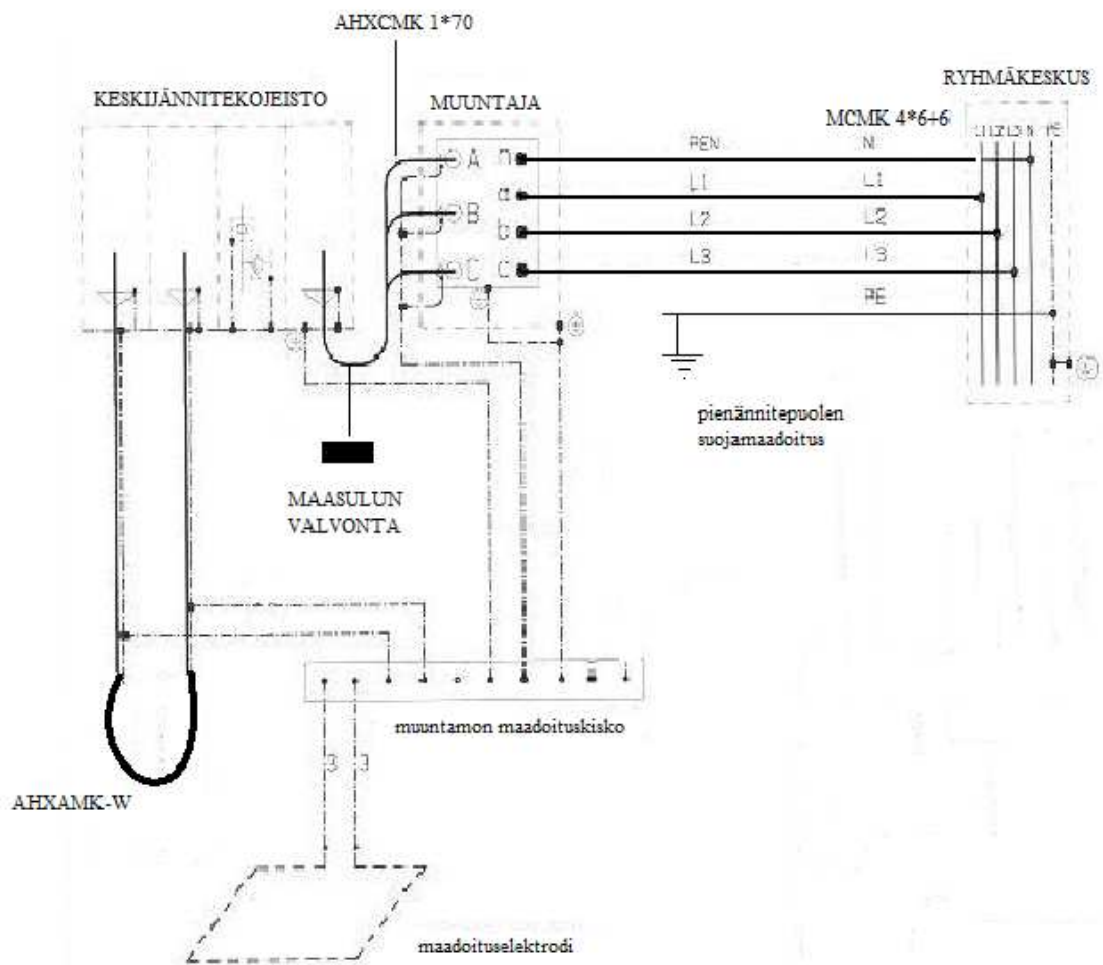 AHXCMK 1*70
KESKIJÄNNITEKOJEISTO
MUUNTAJA
RYHMÄKESKUS
MCMK 4*6+6
L1 L2 L3 N PE
A n
PEN N
a
L1 L1
B
b
L2 L2
C c
L3 L3
PE
pienännitepuolen
suojamaadoitus
MAASULUN
VALVONTA
muuntamon maadoituskisko
AHXAMK-W
maadoituselektrodi